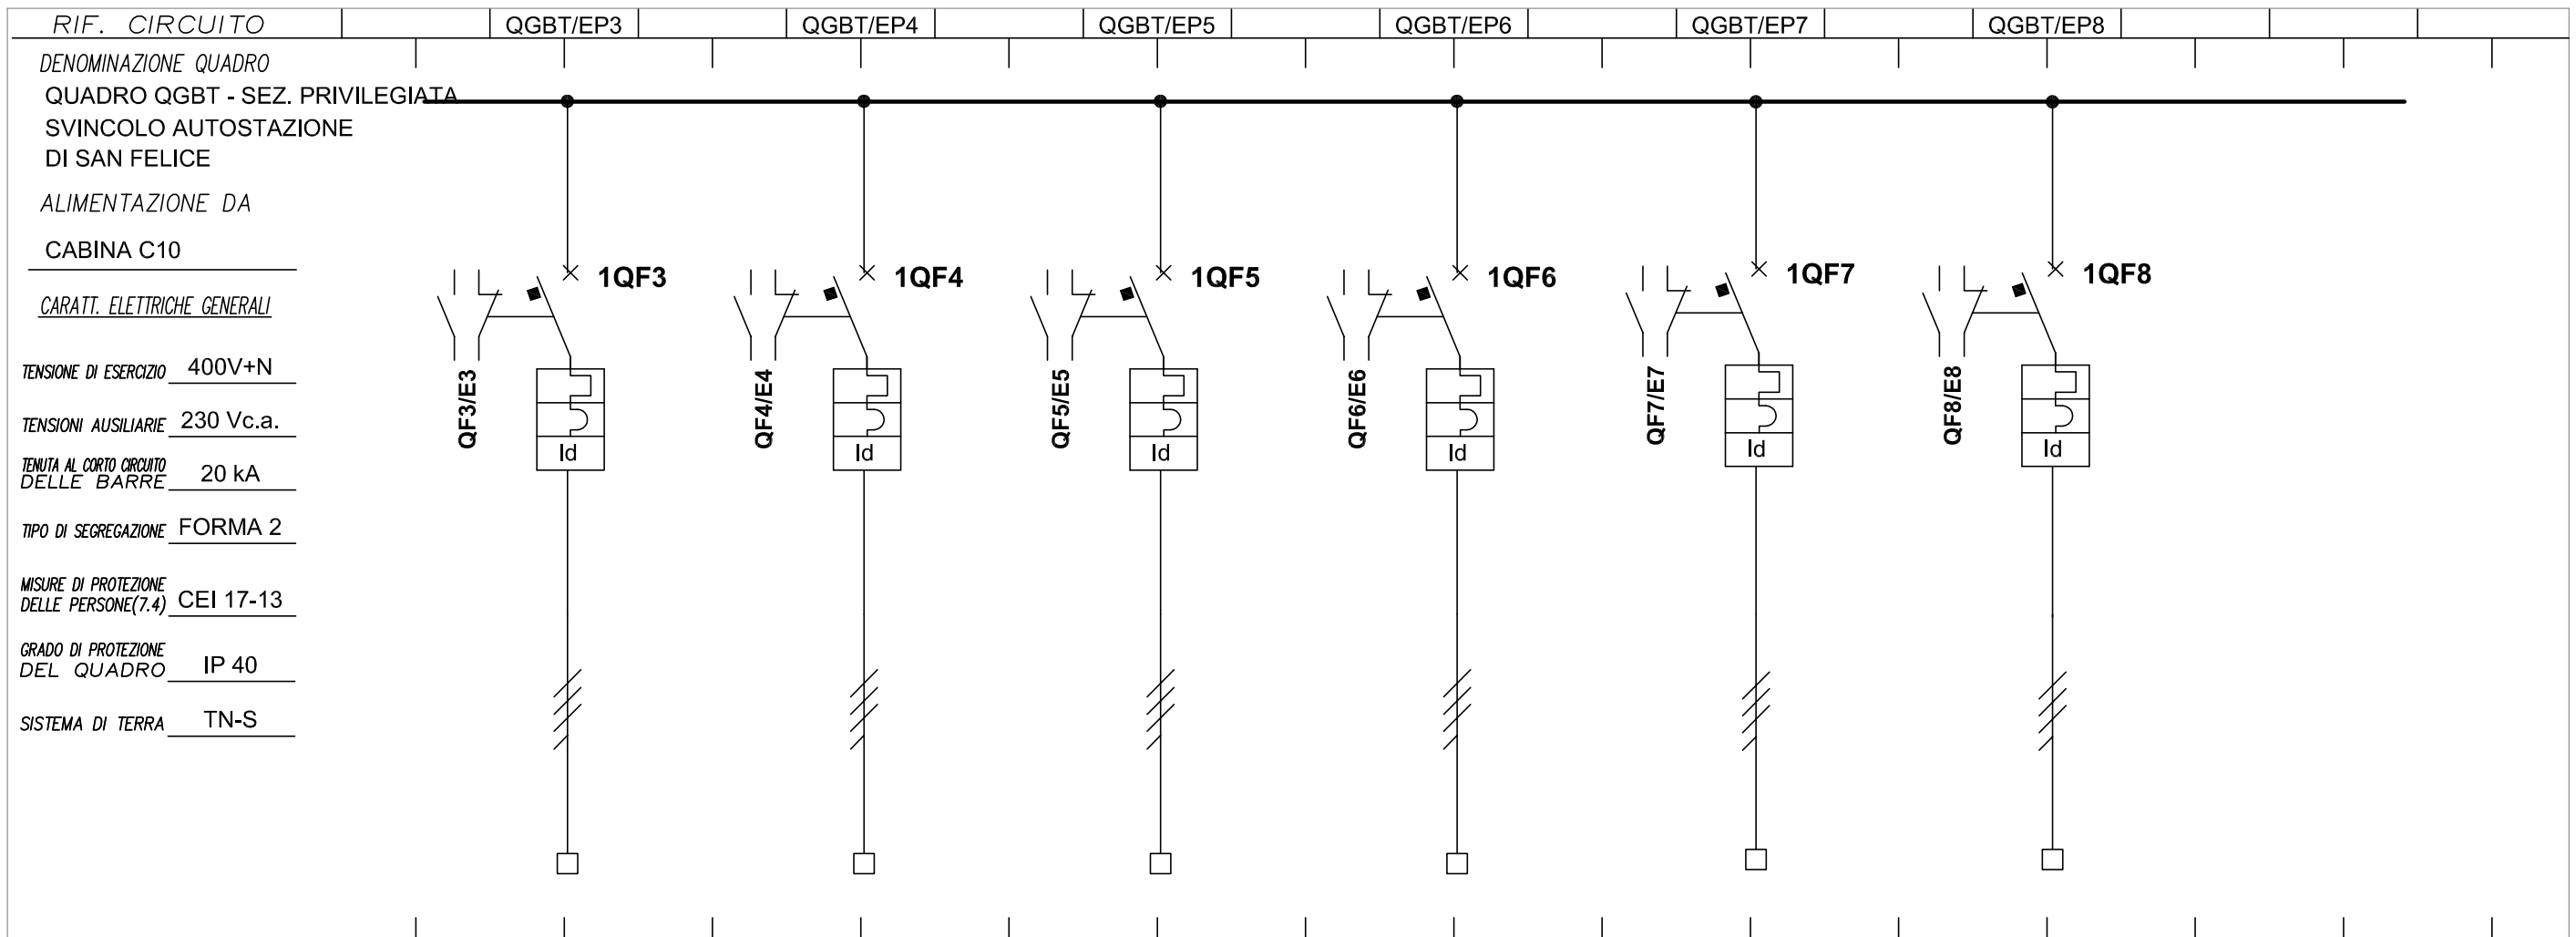 RIF. CIRCUITO QGBT/EP3 QGBT/EP4 QGBT/EP5 QGBT/EP6 QGBT/EP7 QGBT/EP8
DENOMINAZIONE QUADRO
QUADRO QGBT - SEZ. PRIVILEGIATA
SVINCOLO AUTOSTAZIONE
DI SAN FELICE
ALIMENTAZIONE DA
CABINA C10
CARATT. ELETTRICHE GENERALI
TENSIONE DI ESERCIZIO 400V+N
TENSIONI AUSILIARIE 230 Vc.a.
TENUTA AL CORTO CIRCUITO
DELLE BARRE 20 kA
TIPO DI SEGREGAZIONE FORMA 2
MISURE DI PROTEZIONE
DELLE PERSONE(7.4) CEI 17-13
GRADO DI PROTEZIONE
DEL QUADRO IP 40
SISTEMA DI TERRA TN-S
1QF3
QF3/E3
Id
1QF4
QF4/E4
Id
1QF5
QF5/E5
Id
1QF6
QF6/E6
Id
1QF7
QF7/E7
Id
1QF8
QF8/E8
Id